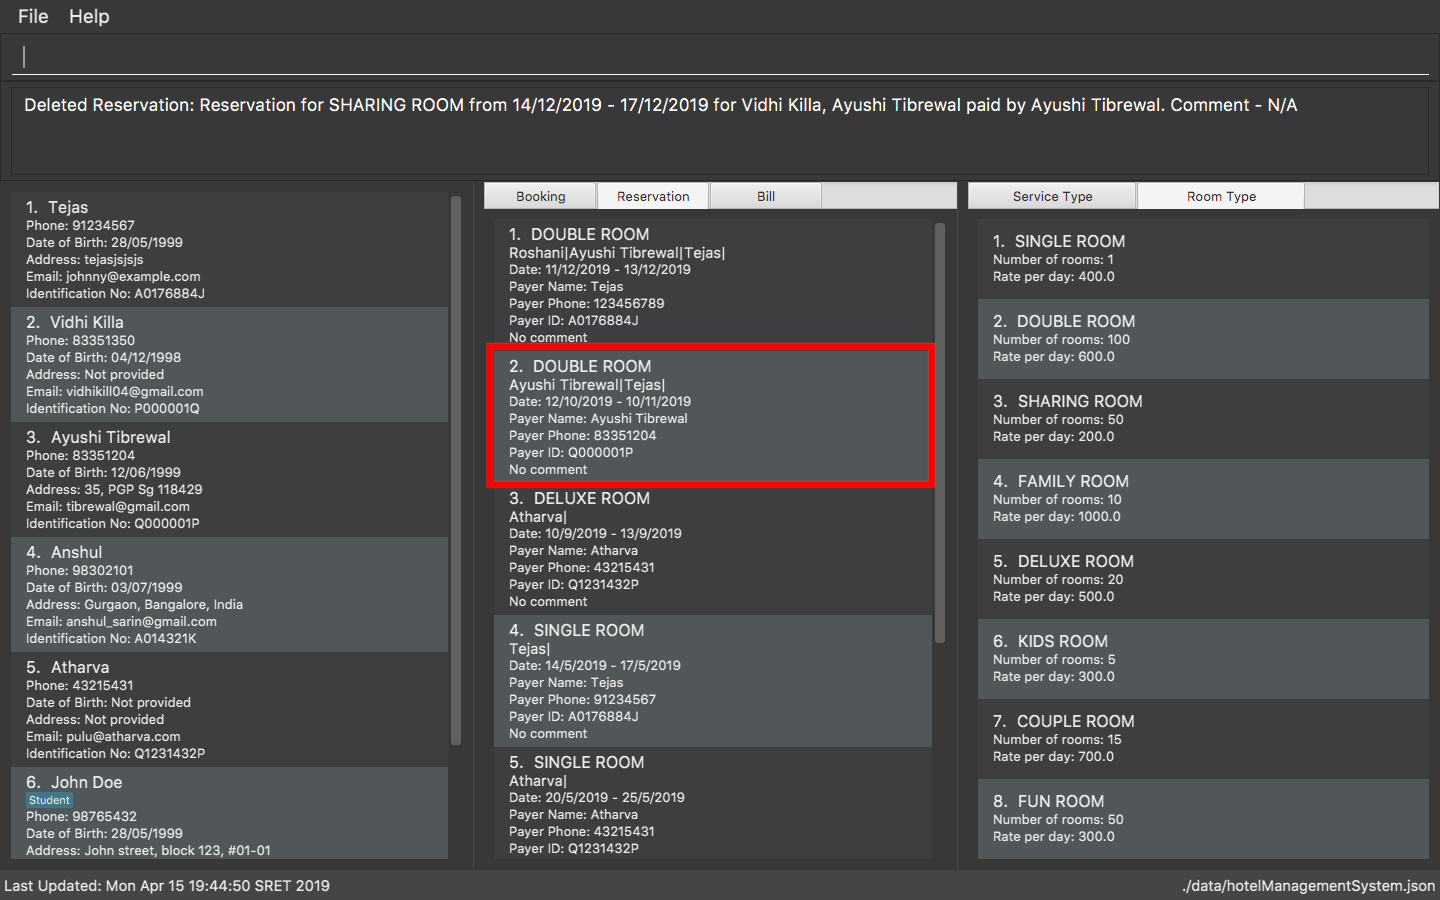 File Help
Deleted Reservation: Reservation for SHARING ROOM from 14/12/2019 - 17/12/2019 for Vidhi Killa, Ayushi Tibrewal paid by Ayushi Tibrewal. Comment - N/A
1. Tejas
Phone: 91234567
Date of Birth: 28/05/1999
Address: tejasjsjsjs
Email: johnny@example.com
Identification No: A0176884J
2. Vidhi Killa
Phone: 83351350
Date of Birth: 04/12/1998
Address: Not provided
Email: vidhikill04@gmail.com
Identification No: P000001Q
3. Ayushi Tibrewal
Phone: 83351204
Date of Birth: 12/06/1999
Address: 35, PGP Sg 118429
Email: tibrewal@gmail.com
Identification No: Q000001P
4. Anshul
Phone: 98302101
Date of Birth: 03/07/1999
Address: Gurgaon, Bangalore, India
Email: anshul_sarin@gmail.com
Identification No: A014321K
5. Atharva
Phone: 43215431
Date of Birth: Not provided
Address: Not provided
Email: pulu@atharva.com
Identification No: Q1231432P
6. John Doe
Student
Phone: 98765432
Date of Birth: 28/05/1999
Address: John street, block 123, #01-01
Booking Reservation Bill
1. DOUBLE ROOM
Roshani|Ayushi Tibrewal|Tejas|
Date: 11/12/2019 - 13/12/2019
Payer Name: Tejas
Payer Phone: 123456789
Payer ID: A0176884J
No comment
2. DOUBLE ROOM
Ayushi Tibrewal|Tejas|
Date: 12/10/2019 - 10/11/2019
Payer Name: Ayushi Tibrewal
Payer Phone: 83351204
Payer ID: Q000001P
No comment
3. DELUXE ROOM
Atharva|
Date: 10/9/2019 - 13/9/2019
Payer Name: Atharva
Payer Phone: 43215431
Payer ID: Q1231432P
No comment
4. SINGLE ROOM
Tejas|
Date: 14/5/2019 - 17/5/2019
Payer Name: Tejas
Payer Phone: 91234567
Payer ID: A0176884J
No comment
5. SINGLE ROOM
Atharva|
Date: 20/5/2019 - 25/5/2019
Payer Name: Atharva
Payer Phone: 43215431
Payer ID: Q1231432P
Service Type Room Type
1. SINGLE ROOM
Number of rooms: 1
Rate per day: 400.0
2. DOUBLE ROOM
Number of rooms: 100
Rate per day: 600.0
3. SHARING ROOM
Number of rooms: 50
Rate per day: 200.0
4. FAMILY ROOM
Number of rooms: 10
Rate per day: 1000.0
5. DELUXE ROOM
Number of rooms: 20
Rate per day: 500.0
6. KIDS ROOM
Number of rooms: 5
Rate per day: 300.0
7. COUPLE ROOM
Number of rooms: 15
Rate per day: 700.0
8. FUN ROOM
Number of rooms: 50
Rate per day: 300.0
Last Updated: Mon Apr 15 19:44:50 SRET 2019
./data/hotelManagementSystem.json